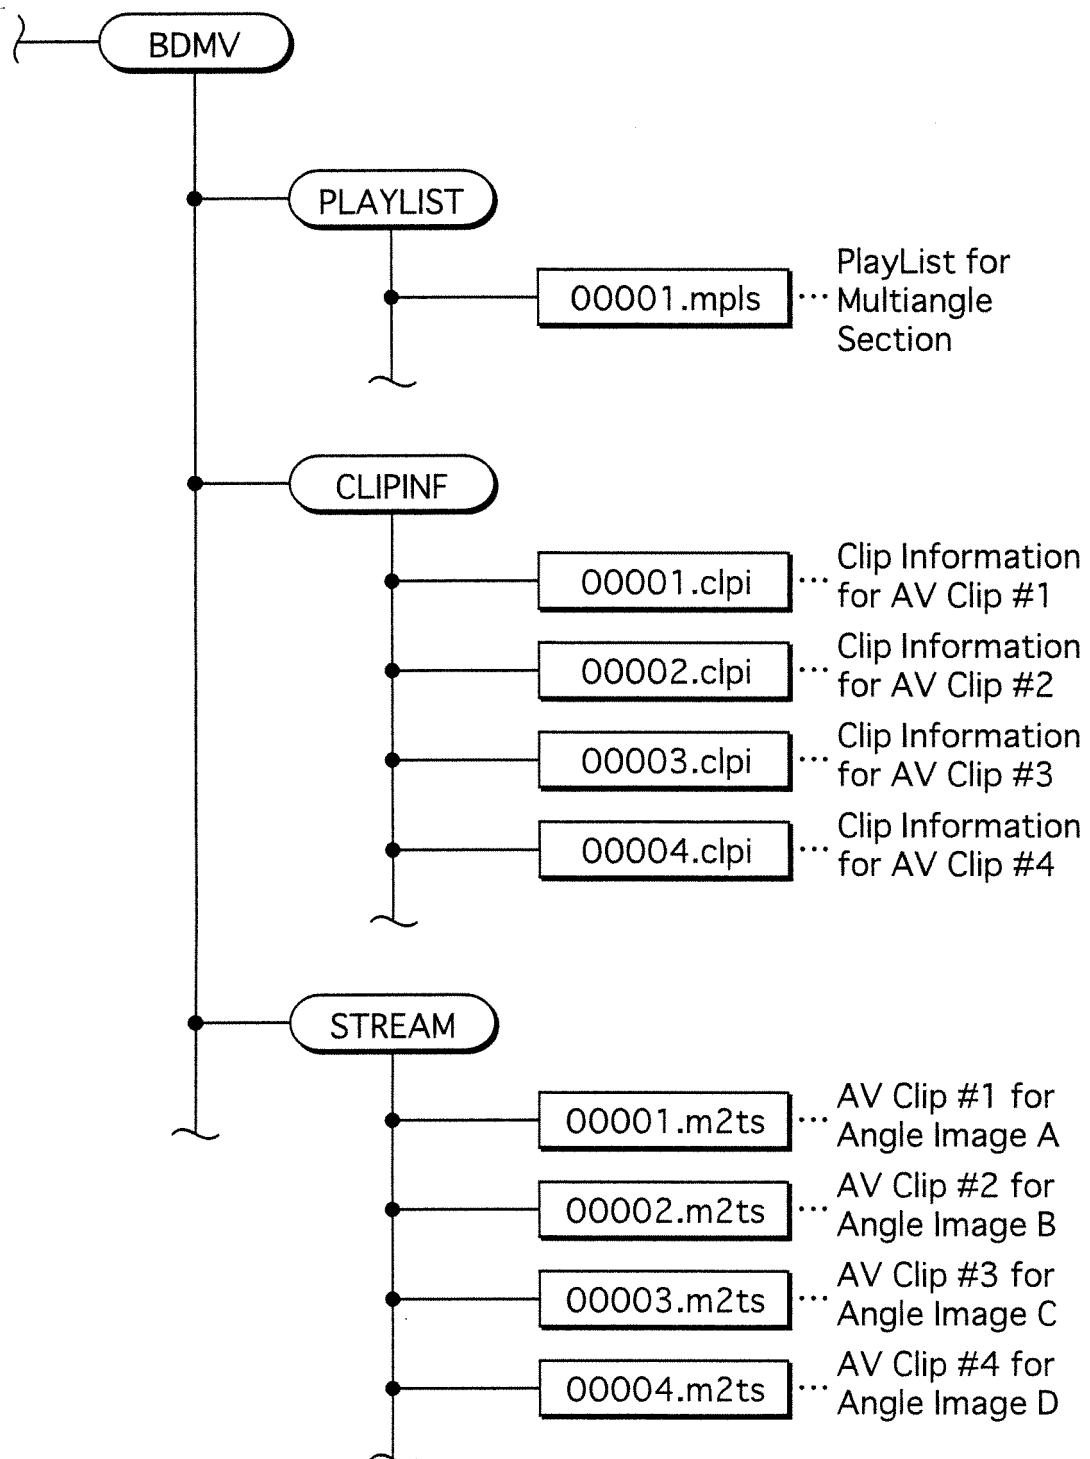 BDMV
PLAYLIST
00001.mpls
··· PlayList for
Multiangle
Section
CLIPINF
00001.clpi
··· Clip Information
for AV Clip #1
00002.clpi
··· Clip Information
for AV Clip #2
00003.clpi
··· Clip Information
for AV Clip #3
00004.clpi
··· Clip Information
for AV Clip #4
STREAM
00001.m2ts
··· AV Clip #1 for
Angle Image A
00002.m2ts
··· AV Clip #2 for
Angle Image B
00003.m2ts
··· AV Clip #3 for
Angle Image C
00004.m2ts
··· AV Clip #4 for
Angle Image D